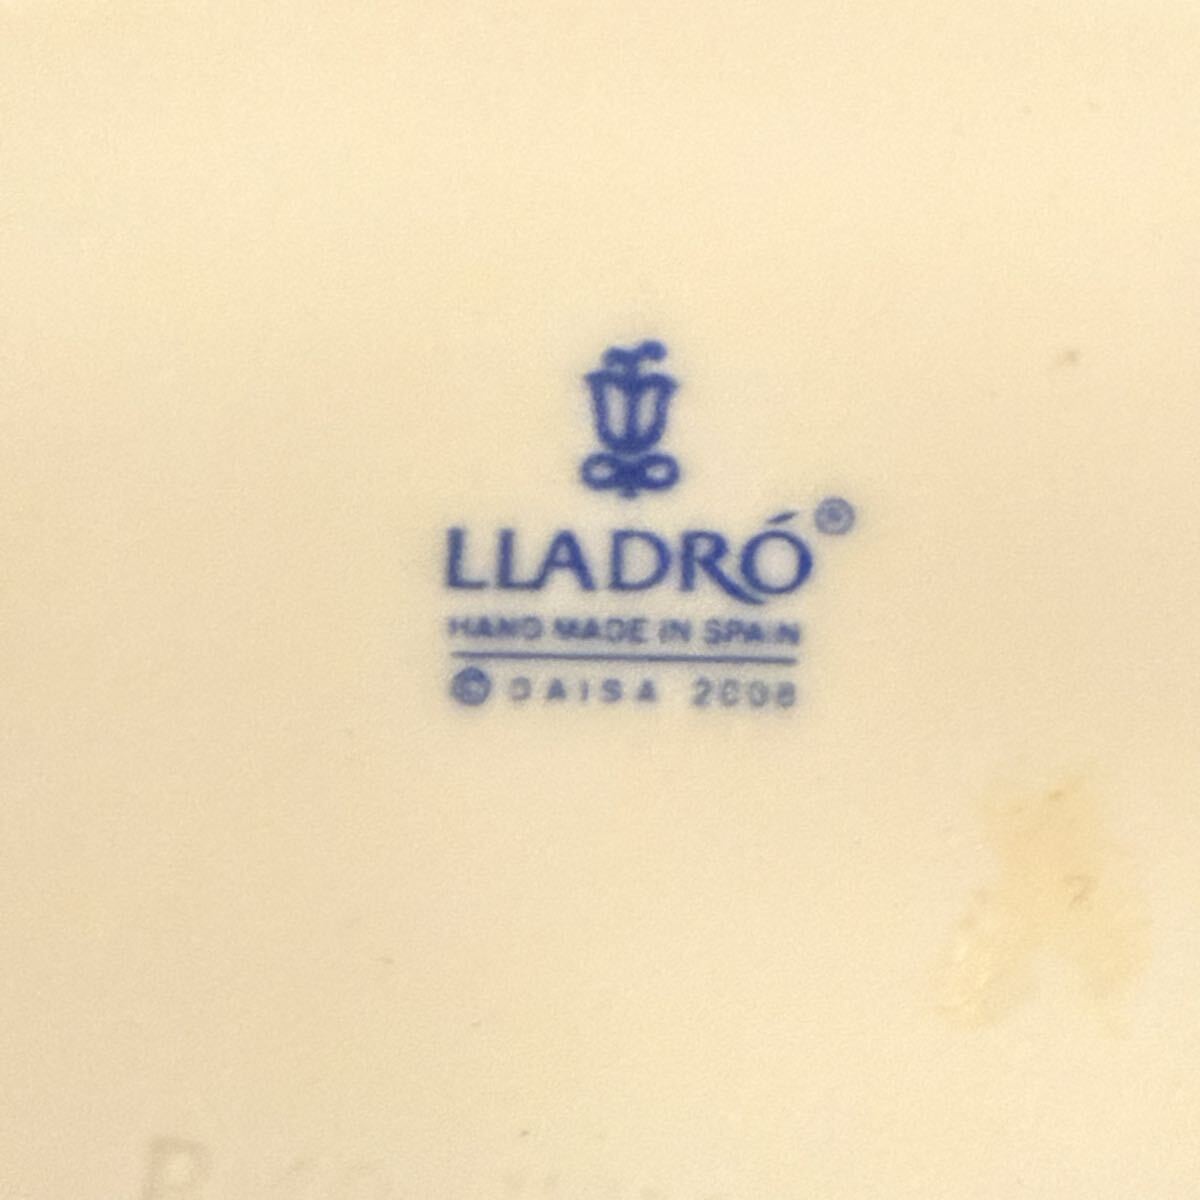 LLADRÓ®
HAND MADE IN SPAIN
© DAISA 2008